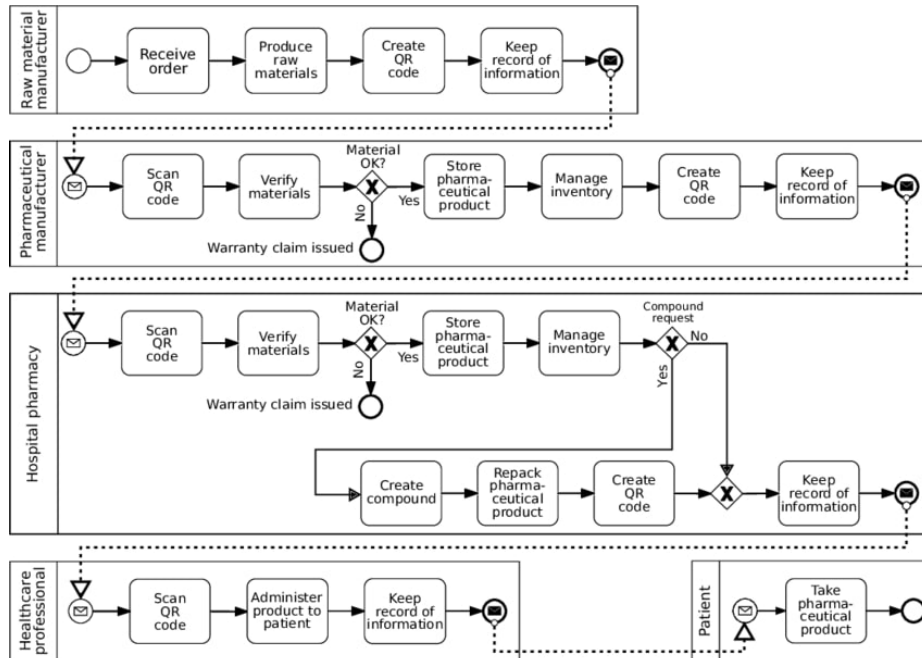 Raw material
manufacturer
Receive
order
Produce
raw
materials
Create
QR
code
Keep
record of
information
Pharmaceutical
manufacturer
Scan
QR
code
Verify
materials
Material
OK?
No
Yes
Warranty claim issued
Store
pharma-
ceutical
product
Manage
inventory
Create
QR
code
Keep
record of
information
Hospital pharmacy
Scan
QR
code
Verify
materials
Material
OK?
No
Yes
Warranty claim issued
Store
pharma-
ceutical
product
Manage
inventory
Compound
request
No
Yes
Create
compound
Repack
pharma-
ceutical
product
Create
QR
code
Keep
record of
information
Healthcare
professional
Scan
QR
code
Administer
product to
patient
Keep
record of
information
Patient
Take
pharma-
ceutical
product